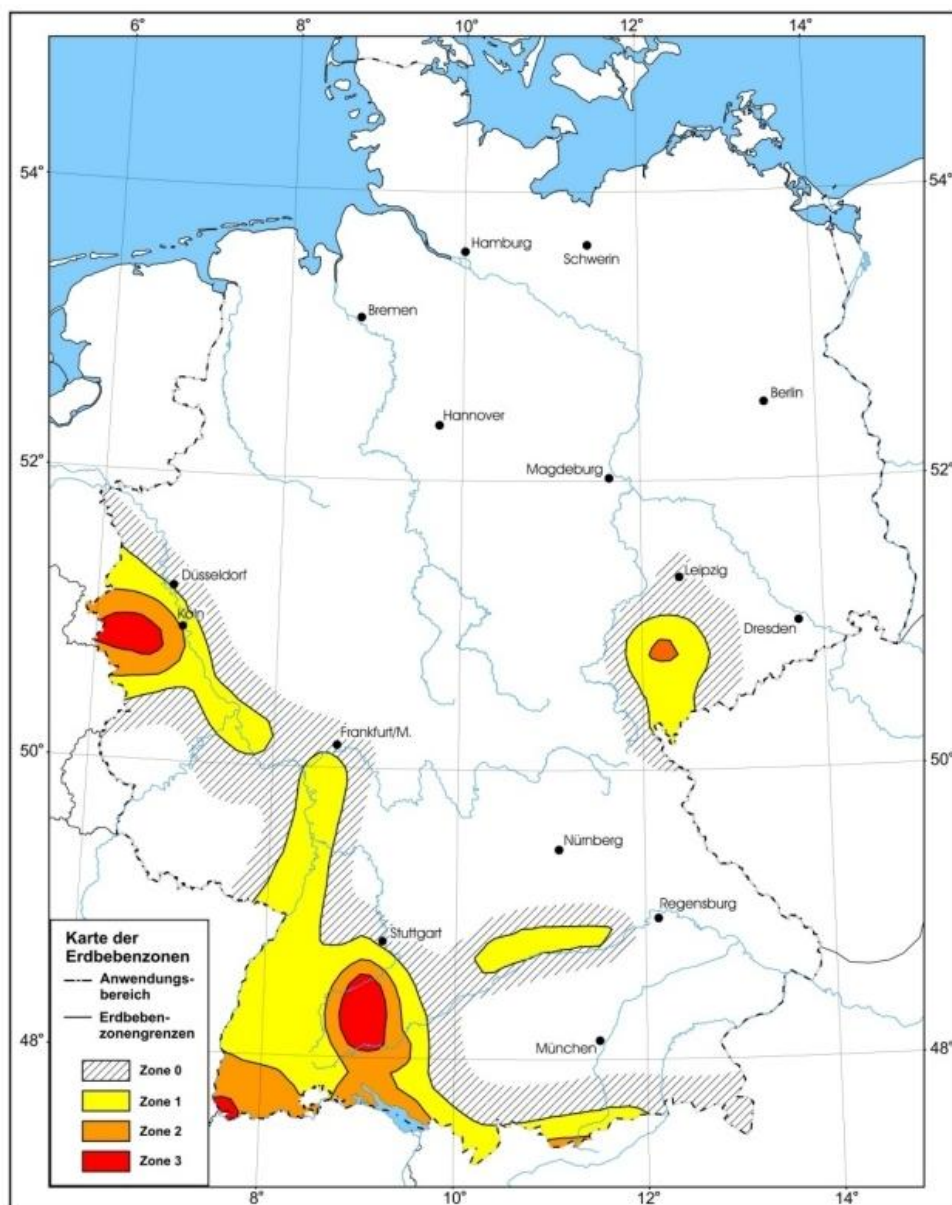 6° 8° 10° 12° 14°
54° 54°
Hamburg
Schwerin
Bremen
Berlin
Hannover
52° 52°
Magdeburg
Düsseldorf
Leipzig
Köln
Dresden
50° 50°
Frankfurt/M.
Nürnberg
Regensburg
Stuttgart
48° 48°
München
Karte der
Erdbebenzonen
Anwendungs-
bereich
Erdbeben-
zonengrenzen
Zone 0
Zone 1
Zone 2
Zone 3
8° 10° 12° 14°